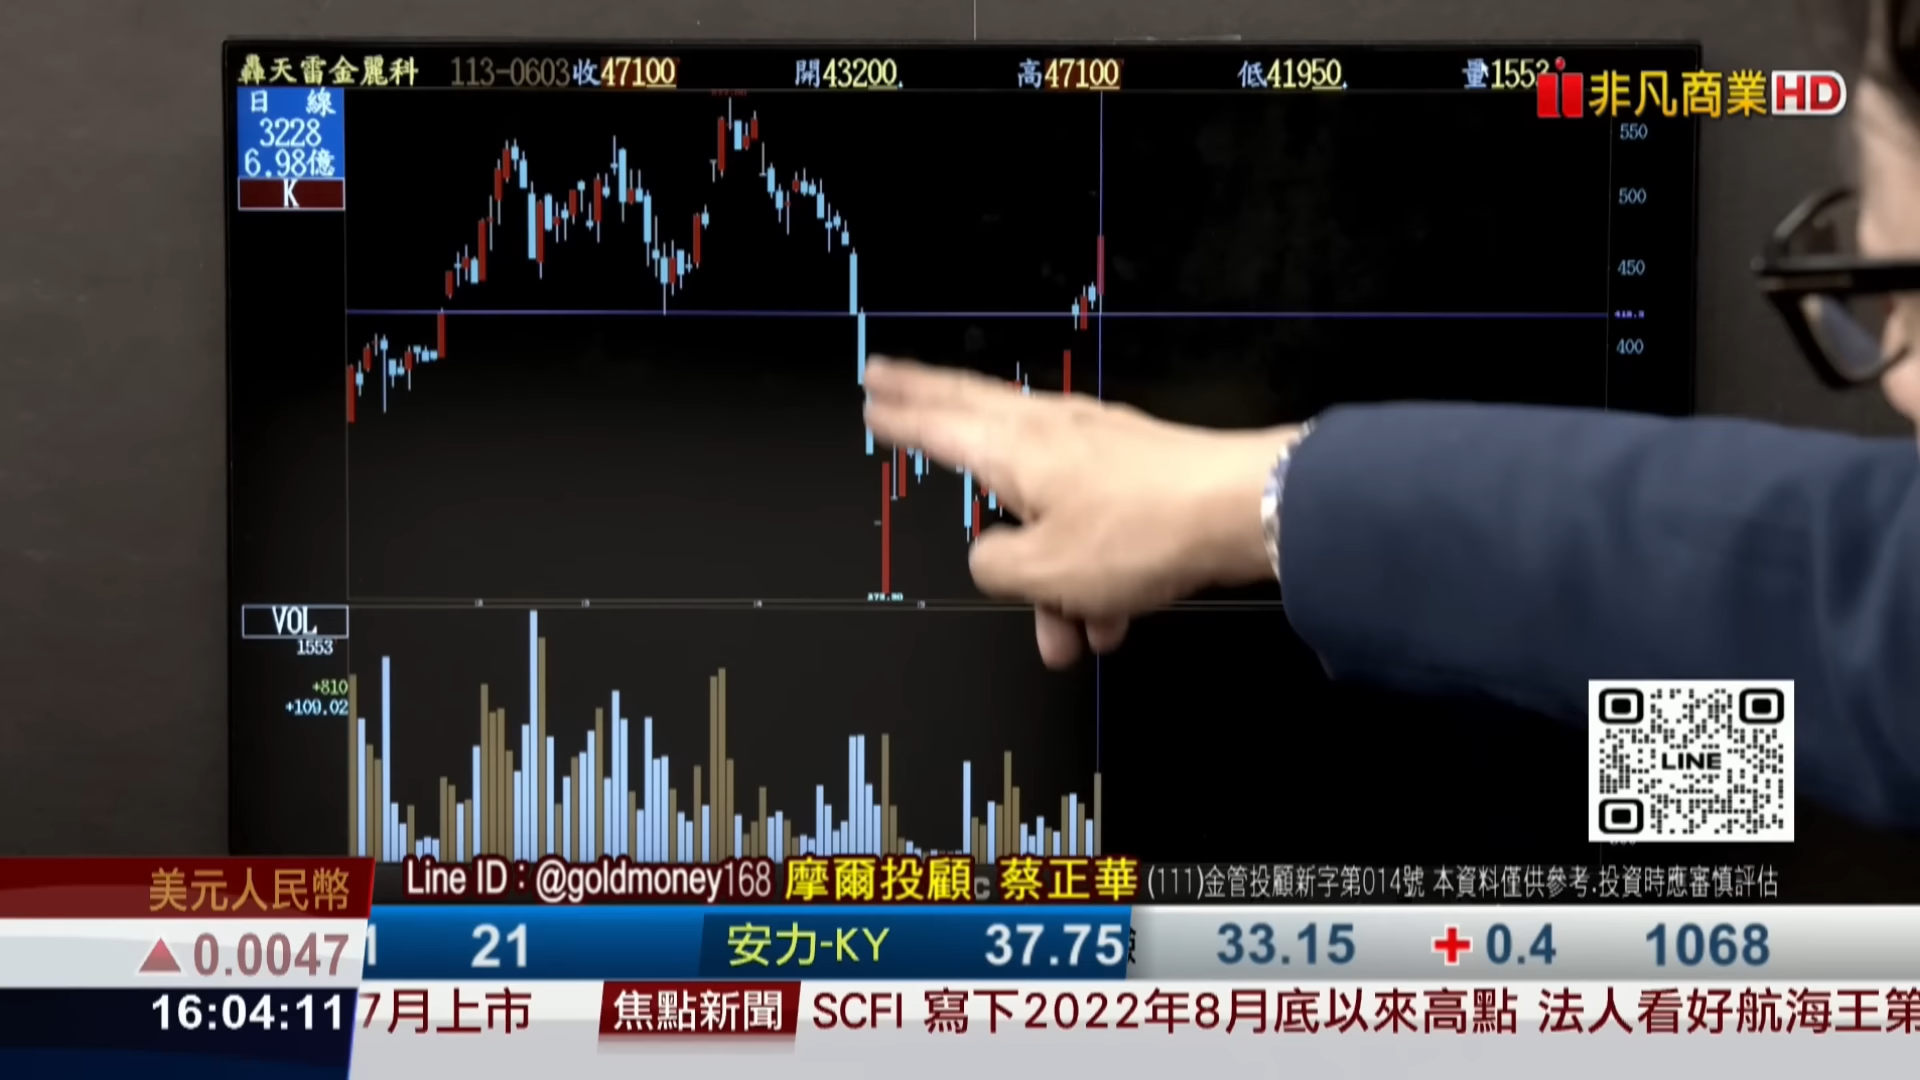 轟天雷金麗科 113-0603收47100 開43200. 高47100 低41950. 量1553
非凡商業HD
日 線
3228
6.98億
K
550
500
450
400
VOL
1553
+810
+109.02
LINE
美元人民幣
Line ID：@goldmoney168 摩爾投顧 蔡正華 (111)金管投顧新字第014號 本資料僅供參考.投資時應審慎評估
▲0.0047
21 安力-KY 37.75 33.15 +0.4 1068
16:04:11
7月上市 焦點新聞 SCFI 寫下2022年8月底以來高點 法人看好航海王第